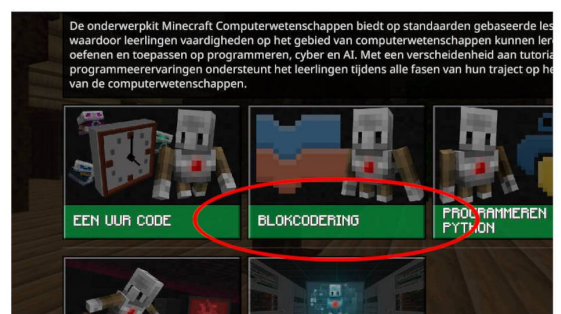 De onderwerpkit Minecraft Computerwetenschappen biedt op standaarden gebaseerde les
waardoor leerlingen vaardigheden op het gebied van computerwetenschappen kunnen ler
oefenen en toepassen op programmeren, cyber en AI. Met een verscheidenheid aan tutoria
programmeerervaringen ondersteunt het leerlingen tijdens alle fasen van hun traject op he
van de computerwetenschappen.
EEN UUR CODE
BLOKCODERING
PROGRAMMEREN
PYTHON